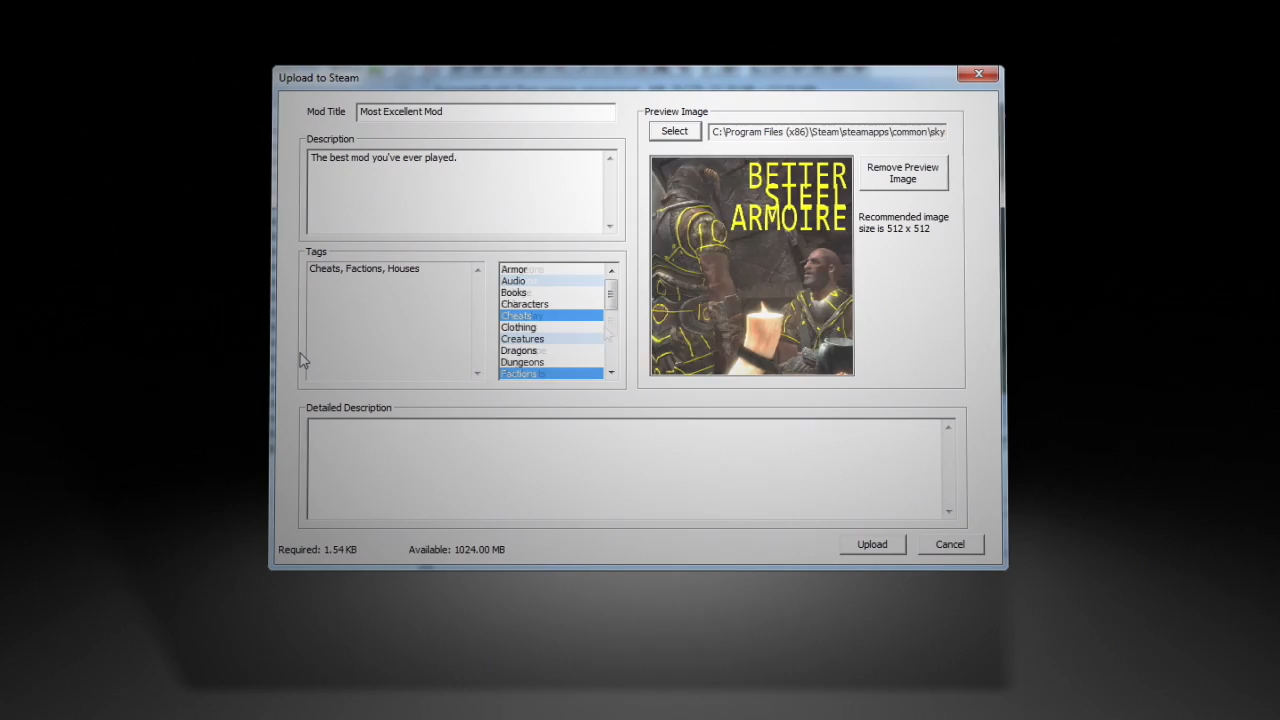 Upload to Steam
Mod Title
Most Excellent Mod
Description
The best mod you've ever played.
Tags
Cheats, Factions, Houses
Armor
Audio
Books
Characters
Cheats
Clothing
Creatures
Dragons
Dungeons
Factions
Preview Image
Select
C:\Program Files (x86)\Steam\steamapps\common\sky
BETTER
STEEL
ARMOIRE
Remove Preview
Image
Recommended image
size is 512 x 512
Detailed Description
Required: 1.54 KB
Available: 1024.00 MB
Upload
Cancel